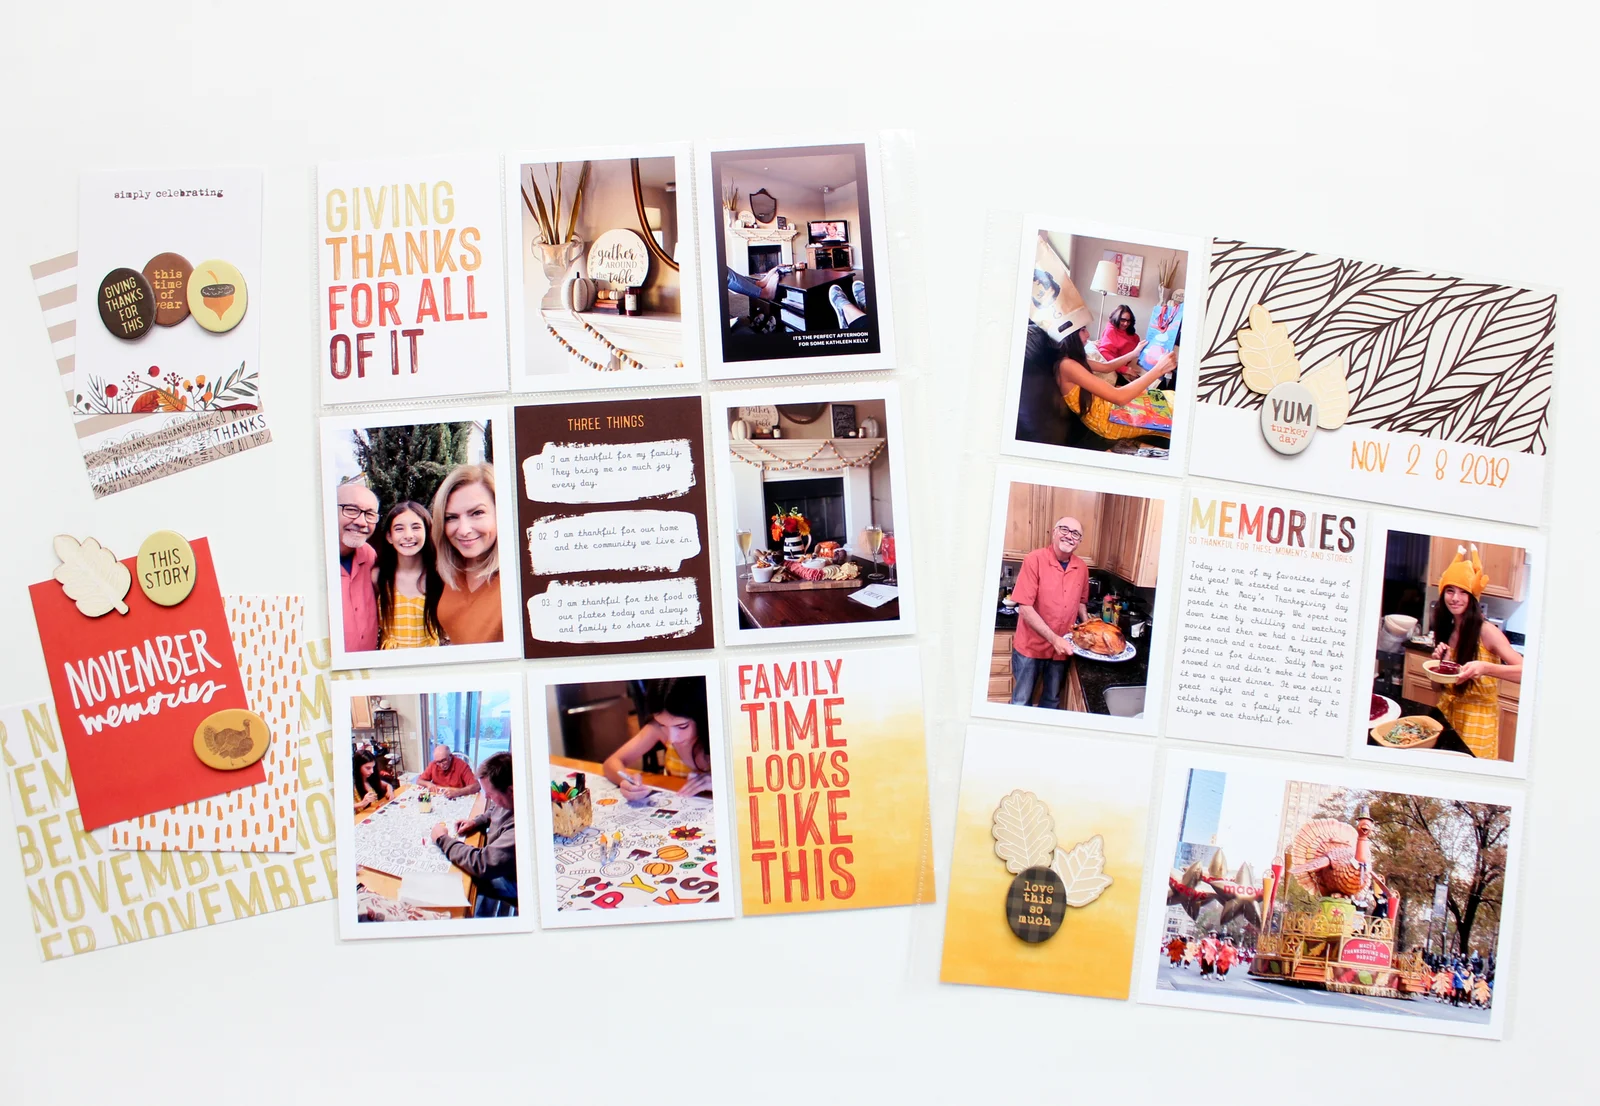 simply celebrating
GIVING
THANKS
FOR
THIS
this
time
of
year
THANKS
FOR ALL THIS
THIS
STORY
NOVEMBER
memories
NOVEMBER
NOVEMBER
ER NOVEMBER
GIVING
THANKS
FOR ALL
OF IT
gather
AROUND
the table
IT'S THE PERFECT AFTERNOON
FOR SOME KATHLEEN KELLY
THREE THINGS
01 I am thankful for my family.
They bring me so much joy
every day.
02 I am thankful for our home
and the community we live in.
03. I am thankful for the food on
our plates today and always
and family to share it with.
FAMILY
TIME
LOOKS
LIKE
THIS
YUM
turkey
day
NOV 28 2019
MEMORIES
SO THANKFUL FOR THESE MOMENTS AND STORIES
Today is one of my favorites days of
the year! We started as we always do
with the Macy's Thanksgiving day
parade in the morning. We spent our
down time by chilling and watching
movies and then we had a little pre
game snack and a toast. Mary and Mark
joined us for dinner. Sadly Mom got
snowed in and didn't make it down so
it was a quiet dinner. It was still a
great night and a great day to
celebrate as a family all of the
things we are thankful for.
love
this
so
much
MACY'S
THANKSGIVING DAY
PARADE